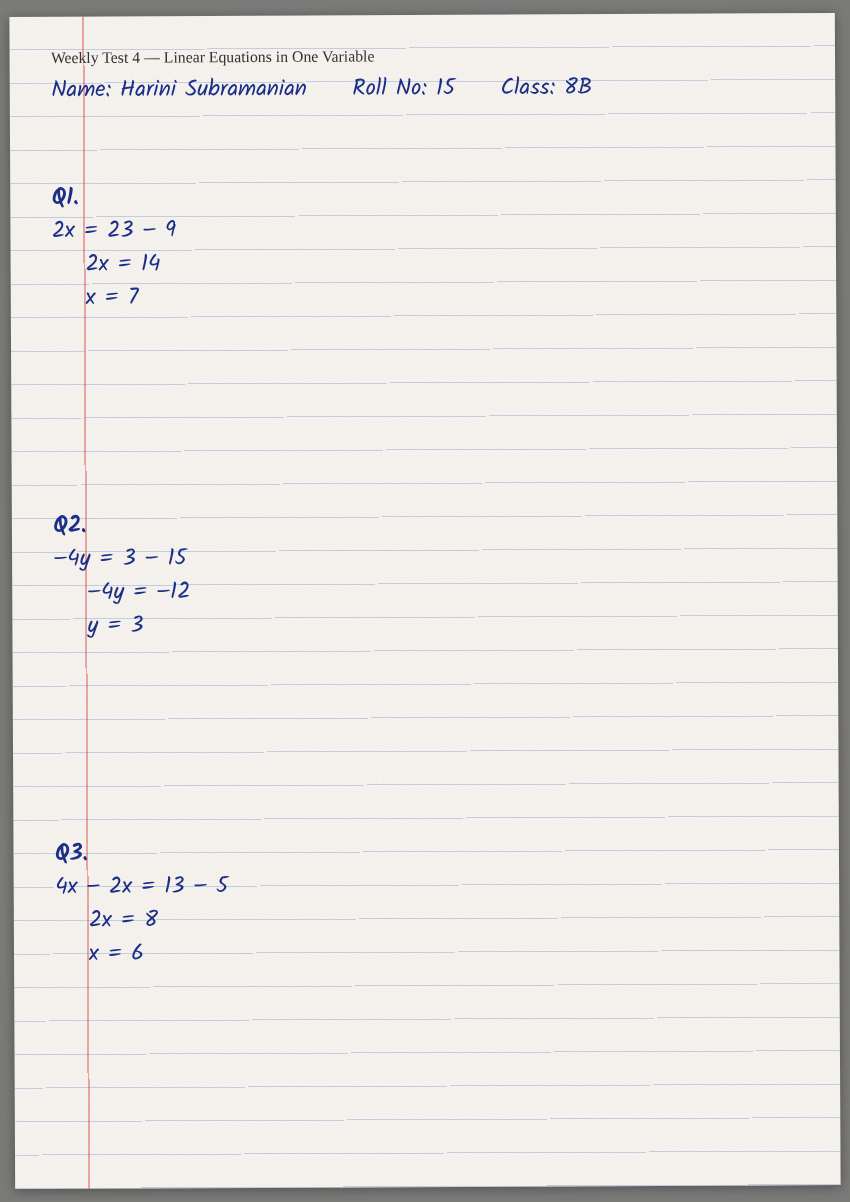 Weekly Test 4 — Linear Equations in One Variable
Name: Harini Subramanian Roll No: 15 Class: 8B
Q1.
2x = 23 – 9
2x = 14
x = 7
Q2.
–4y = 3 – 15
–4y = –12
y = 3
Q3.
4x – 2x = 13 – 5
2x = 8
x = 6